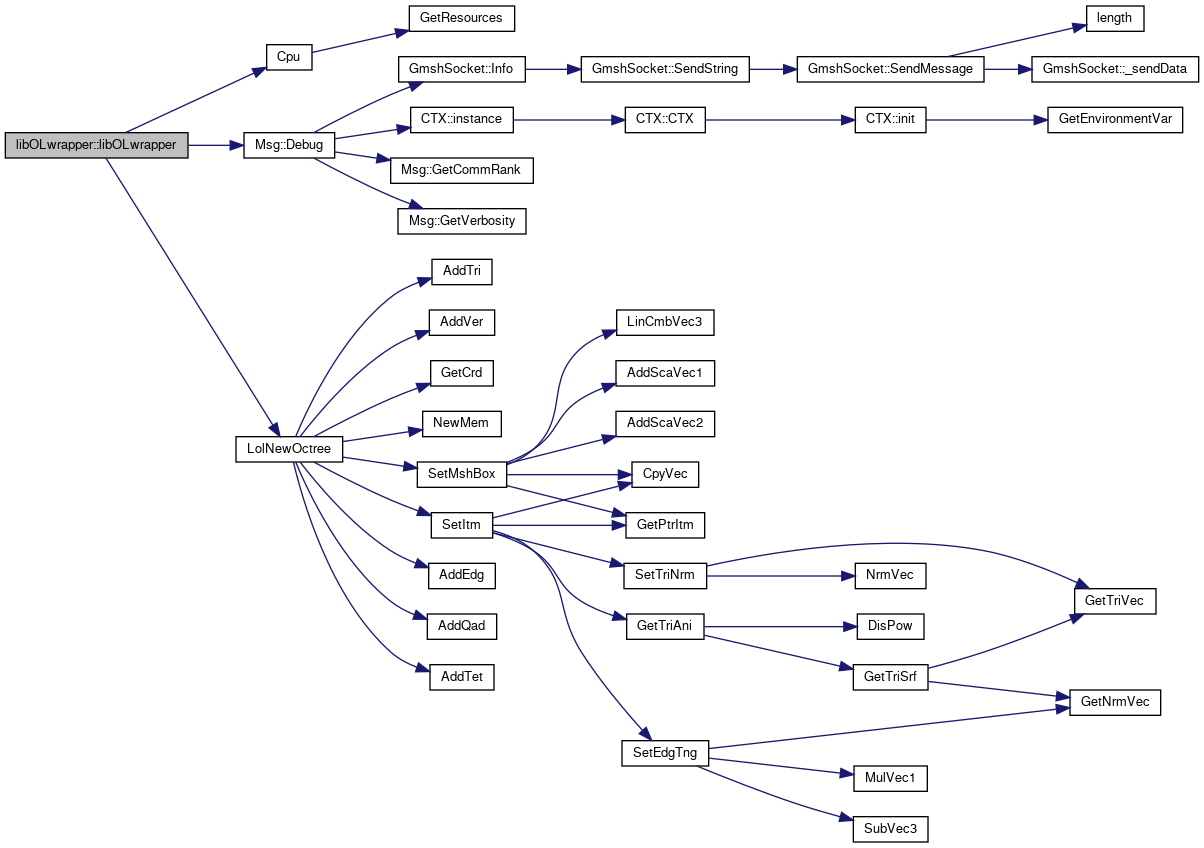 GetResources
length
Cpu
GmshSocket::Info
GmshSocket::SendString
GmshSocket::SendMessage
GmshSocket::_sendData
CTX::instance
CTX::CTX
CTX::init
GetEnvironmentVar
libOLwrapper::libOLwrapper
Msg::Debug
Msg::GetCommRank
Msg::GetVerbosity
AddTri
AddVer
LinCmbVec3
GetCrd
AddScaVec1
NewMem
AddScaVec2
LolNewOctree
SetMshBox
CpyVec
SetItm
GetPtrItm
AddEdg
SetTriNrm
NrmVec
GetTriVec
AddQad
GetTriAni
DisPow
AddTet
GetTriSrf
GetNrmVec
SetEdgTng
MulVec1
SubVec3